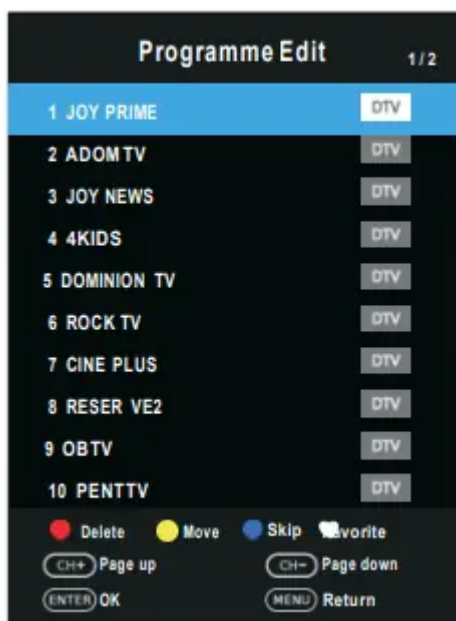 Programme Edit 1/2
1 JOY PRIME DTV
2 ADOM TV DTV
3 JOY NEWS DTV
4 4KIDS DTV
5 DOMINION TV DTV
6 ROCK TV DTV
7 CINE PLUS DTV
8 RESER VE2 DTV
9 OBTV DTV
10 PENTTV DTV
Delete Move Skip avorite
CH+ Page up CH- Page down
ENTER OK MENU Return